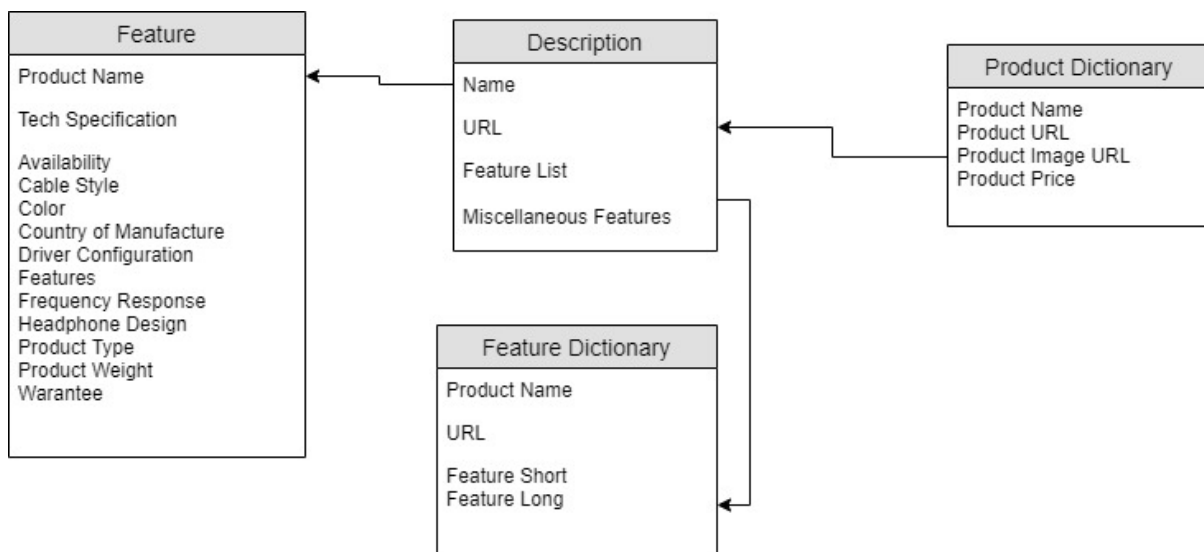 Feature
Product Name
Tech Specification
Availability
Cable Style
Color
Country of Manufacture
Driver Configuration
Features
Frequency Response
Headphone Design
Product Type
Product Weight
Warantee
Description
Name
URL
Feature List
Miscellaneous Features
Product Dictionary
Product Name
Product URL
Product Image URL
Product Price
Feature Dictionary
Product Name
URL
Feature Short
Feature Long